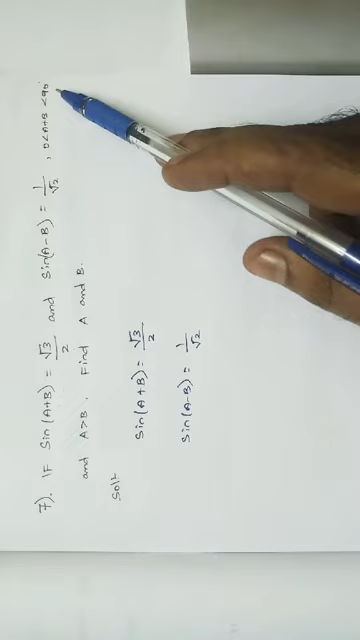 7). IF Sin(A+B) = √3/2 and Sin(A-B) = 1/√2 , 0<A+B <90
and A>B. Find A and B.
Solt
Sin(A+B) = √3/2
Sin(A-B) = 1/√2